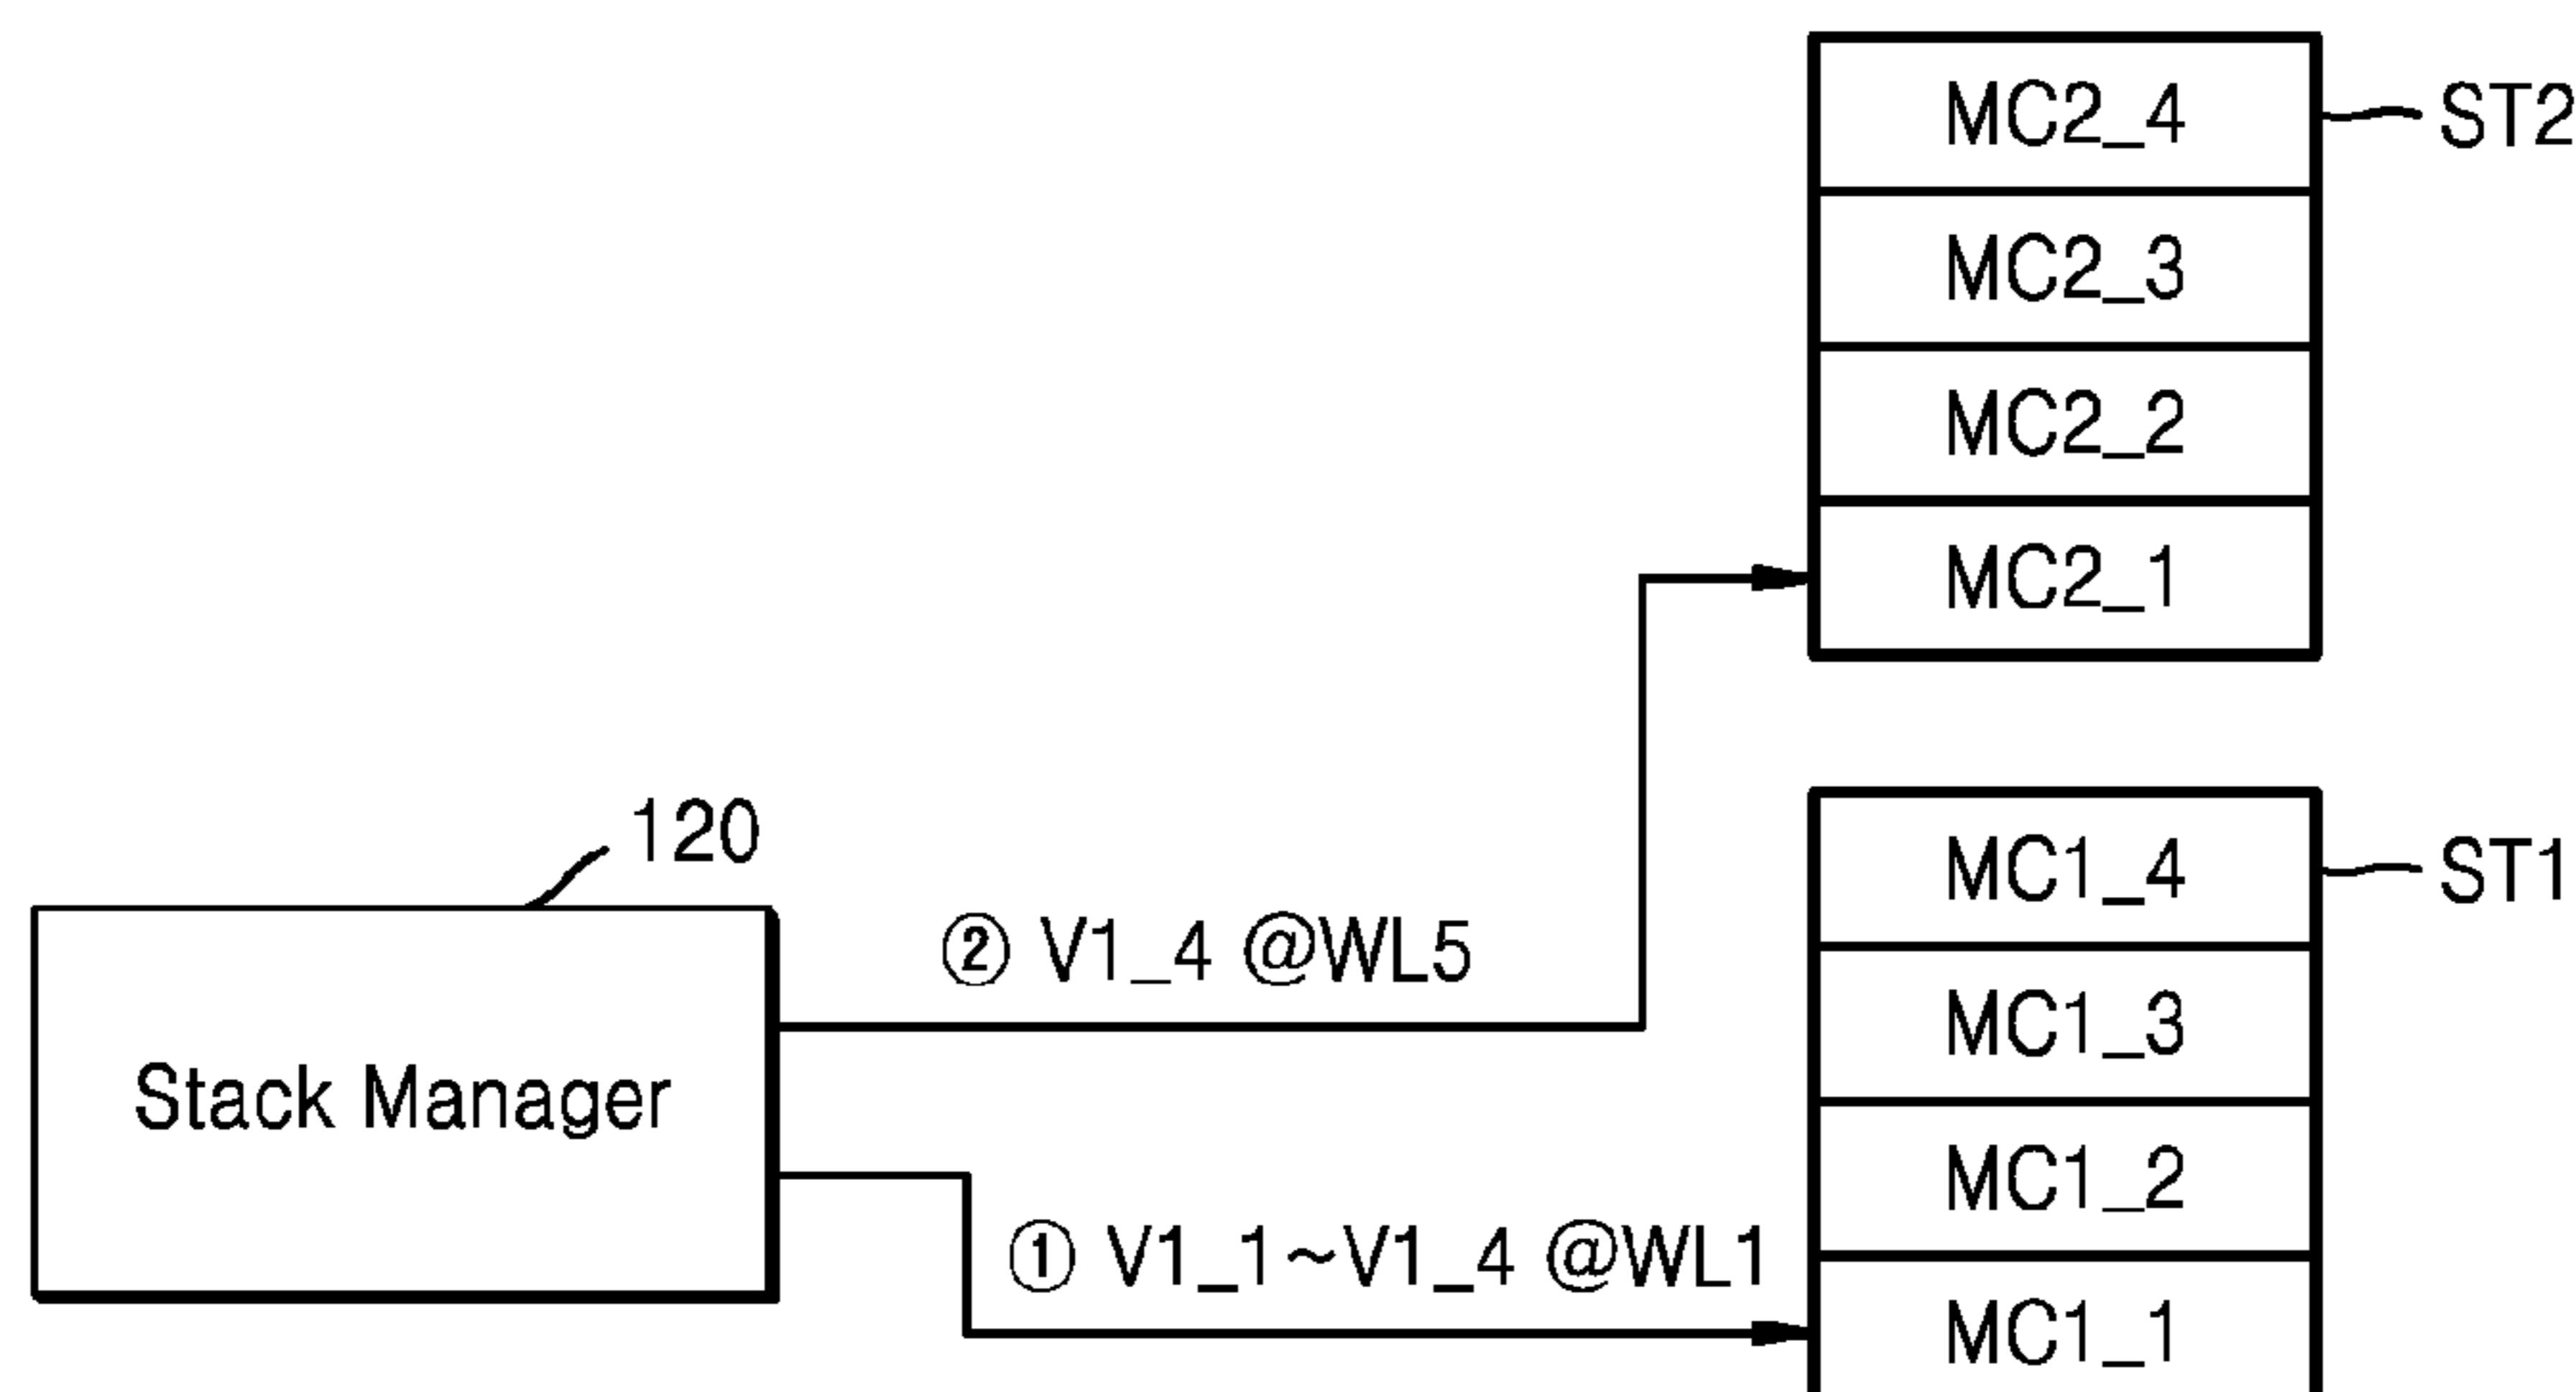 MC2_4
ST2
MC2_3
MC2_2
MC2_1
120
MC1_4
ST1
② V1_4 @WL5
MC1_3
Stack Manager
MC1_2
① V1_1~V1_4 @WL1
MC1_1